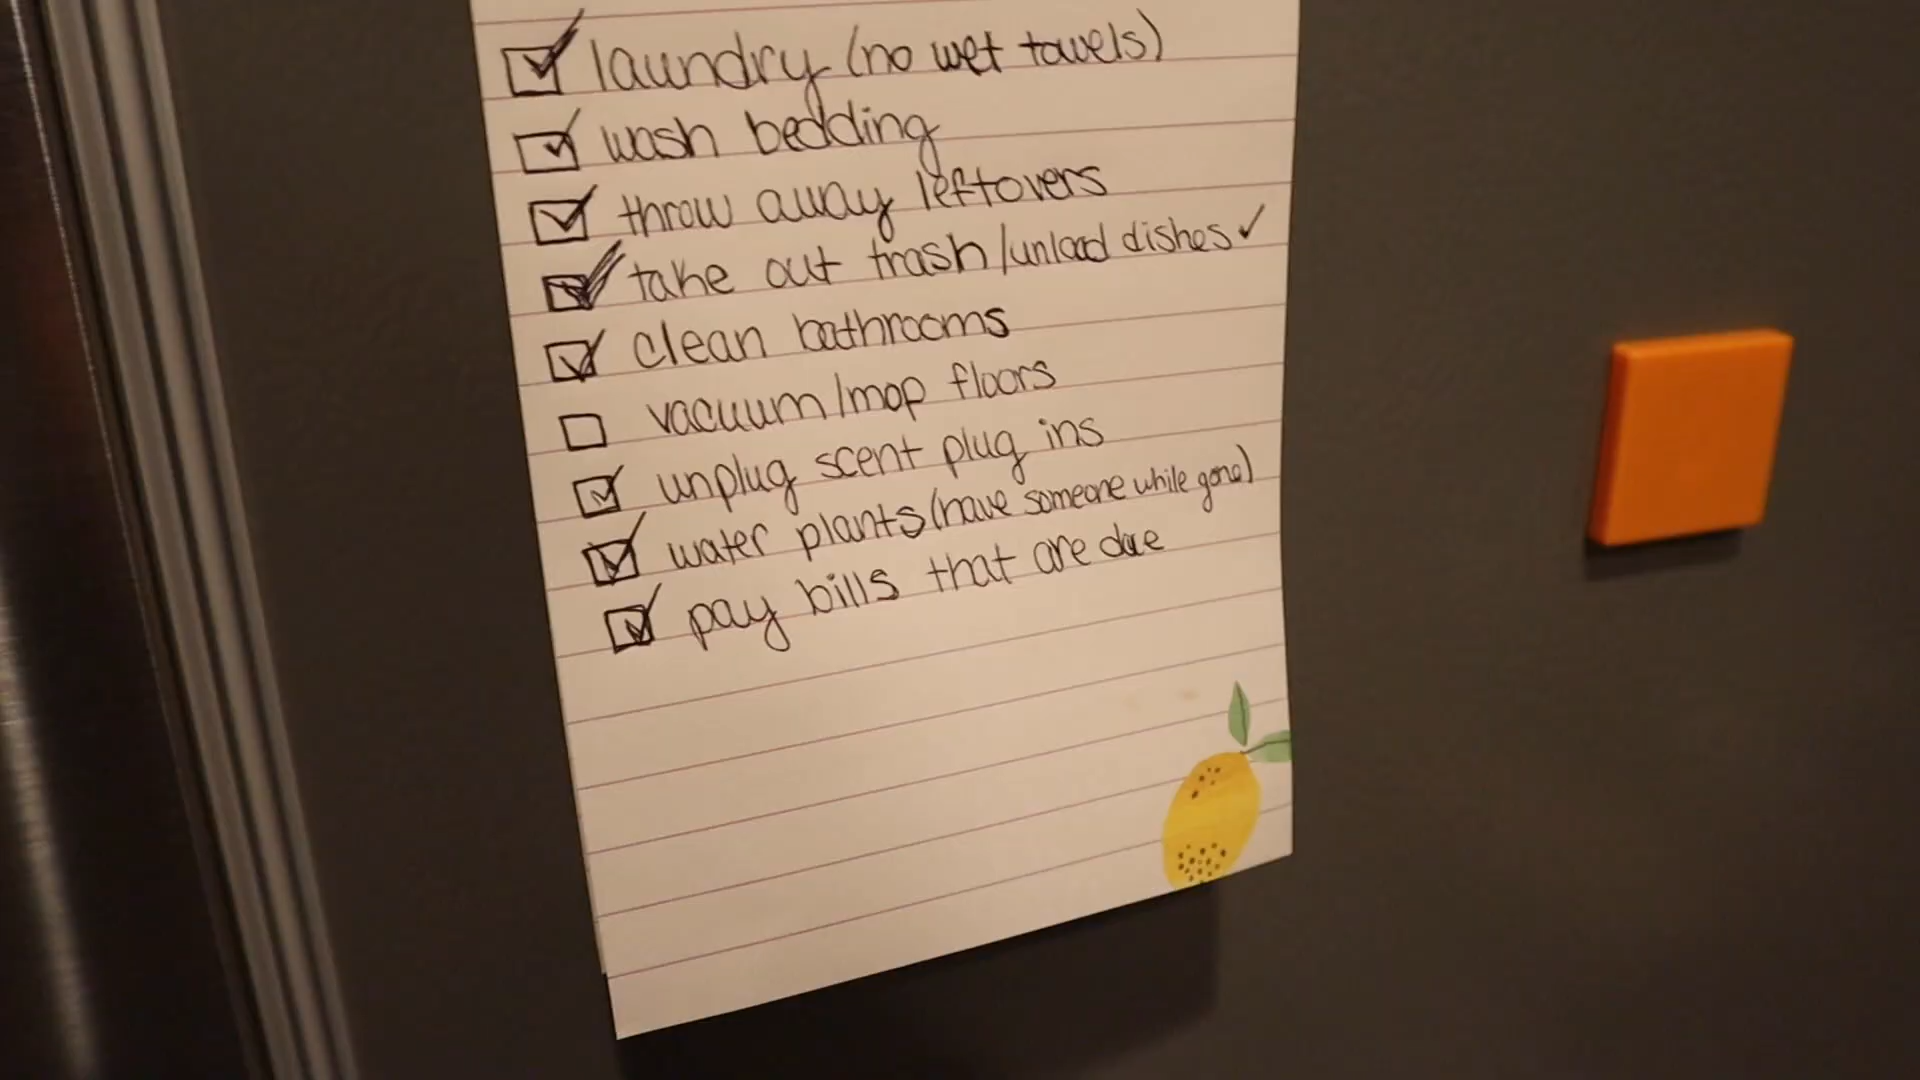 ☑ laundry (no wet towels)
☑ wash bedding
☑ throw away leftovers
☑ take out trash/unload dishes ✓
☑ clean bathrooms
☐ vacuum/mop floors
☑ unplug scent plug ins
☑ water plants (have someone while gone)
☑ pay bills that are due